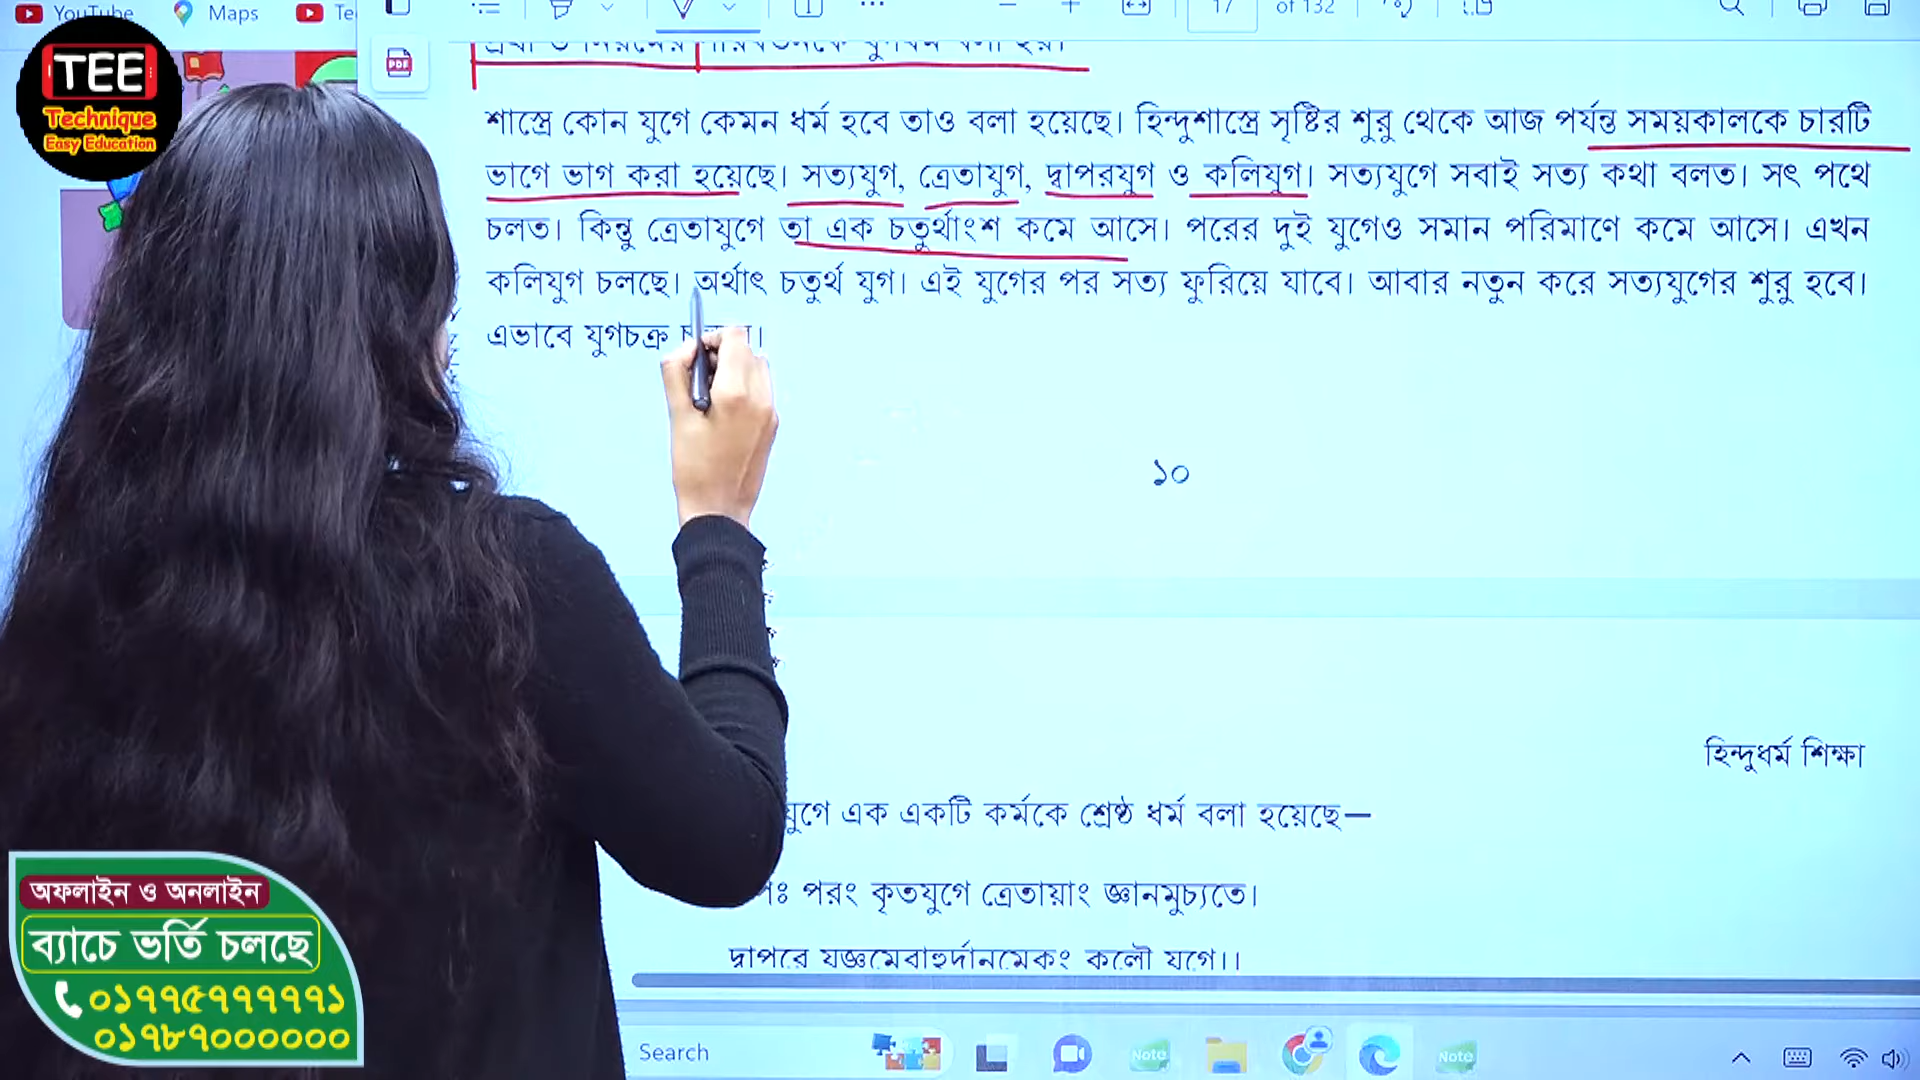 YouTube
Maps
17 of 132
TEE
Technique
Easy Education
PDF
শাস্ত্রে কোন যুগে কেমন ধর্ম হবে তাও বলা হয়েছে। হিন্দুশাস্ত্রে সৃষ্টির শুরু থেকে আজ পর্যন্ত সময়কালকে চারটি
ভাগে ভাগ করা হয়েছে। সত্যযুগ, ত্রেতাযুগ, দ্বাপরযুগ ও কলিযুগ। সত্যযুগে সবাই সত্য কথা বলত। সৎ পথে
চলত। কিন্তু ত্রেতাযুগে তা এক চতুর্থাংশ কমে আসে। পরের দুই যুগেও সমান পরিমাণে কমে আসে। এখন
কলিযুগ চলছে। অর্থাৎ চতুর্থ যুগ। এই যুগের পর সত্য ফুরিয়ে যাবে। আবার নতুন করে সত্যযুগের শুরু হবে।
এভাবে যুগচক্র
১০
হিন্দুধর্ম শিক্ষা
যুগে এক একটি কর্মকে শ্রেষ্ঠ ধর্ম বলা হয়েছে—
পরং কৃতযুগে ত্রেতায়াং জ্ঞানমুচ্যতে।
দ্বাপরে যজ্ঞমেবাহুর্দানমেকং কলৌ যুগে।।
অফলাইন ও অনলাইন
ব্যাচে ভর্তি চলছে
০১৭৭৫৭৭৭৭৭১
০১৭৮৭০০০০০০
Search
Note
Note